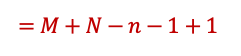 = M + N − n − 1 + 1